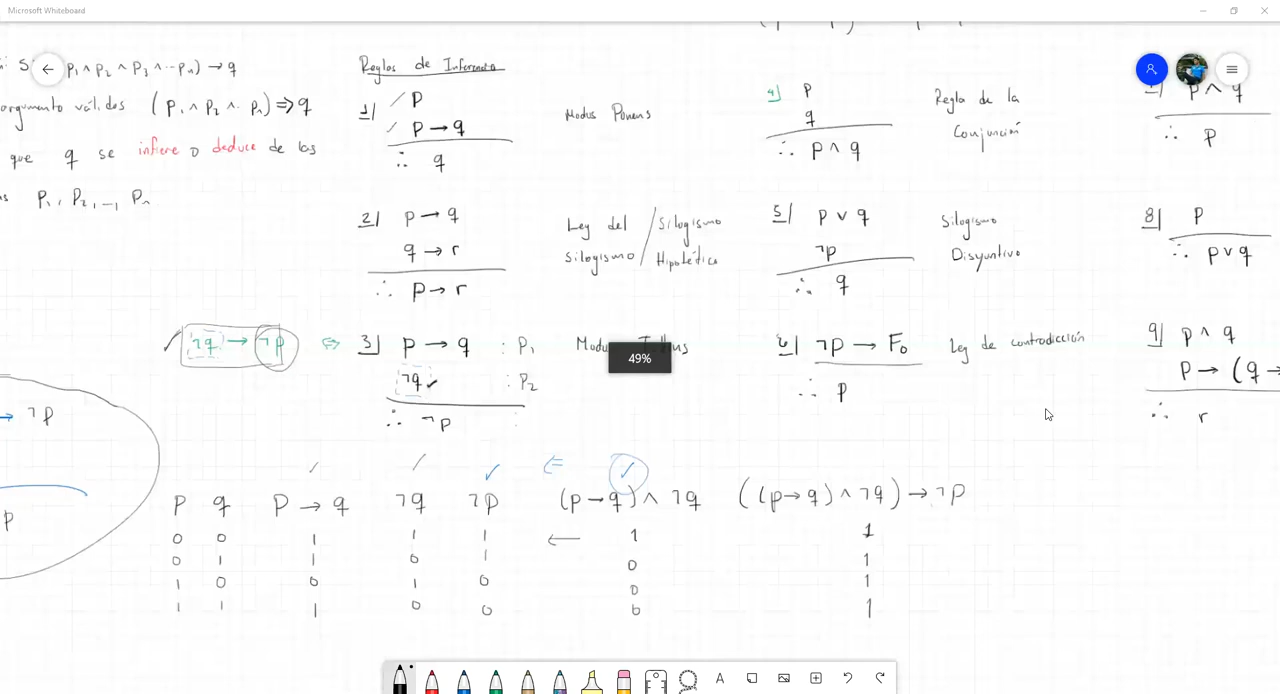 Microsoft Whiteboard
p₁ ∧ p₂ ∧ p₃ ∧ ··· pₙ) → q
argumento válidos (p₁ ∧ p₂ ∧ ·· pₙ) ⟹ q
que q se infiere o deduce de las
p₁, p₂, ..., pₙ
Reglas de Inferencia
1) p
p → q
∴ q
Modus Ponens
2) p → q
q → r
∴ p → r
Ley del / Silogismo
Silogismo / Hipotético
¬q → ¬p ⇔ 3) p → q : P₁
¬q : P₂
∴ ¬p
49%
4) p
q
∴ p ∧ q
Regla de la
Conjunción
5) p ∨ q
¬p
∴ q
Silogismo
Disyuntivo
6) ¬p → F₀
∴ p
Ley de contradicción
p ∧ q
∴ p
8) p
∴ p ∨ q
9) p ∧ q
p → (q →
∴ r
→ ¬p
p
p q p → q ¬q ¬p (p → q) ∧ ¬q ((p → q) ∧ ¬q) → ¬p
0 0 1 1 1 1 1
0 1 1 0 1 0 1
1 0 0 1 0 0 1
1 1 1 0 0 0 1
A